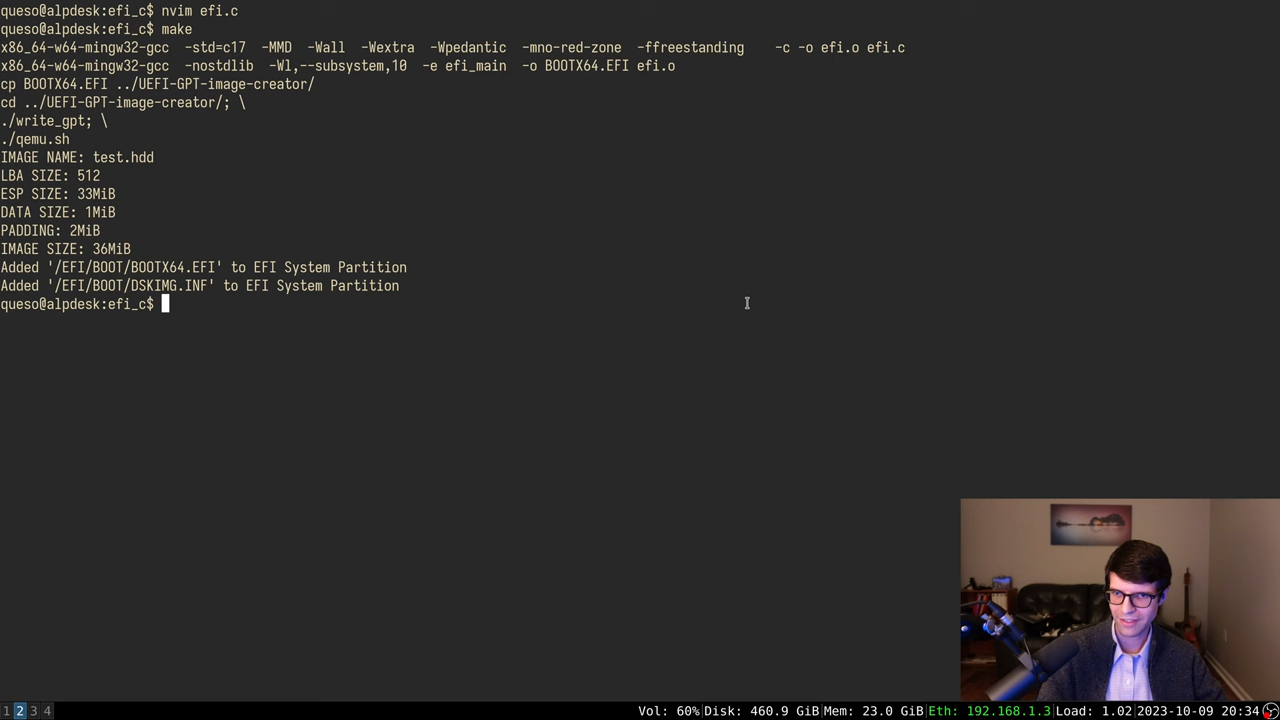 queso@alpdesk:efi_c$ nvim efi.c
queso@alpdesk:efi_c$ make
x86_64-w64-mingw32-gcc  -std=c17  -MMD  -Wall  -Wextra  -Wpedantic  -mno-red-zone  -ffreestanding    -c -o efi.o efi.c
x86_64-w64-mingw32-gcc  -nostdlib  -Wl,--subsystem,10  -e efi_main  -o BOOTX64.EFI efi.o
cp BOOTX64.EFI ../UEFI-GPT-image-creator/
cd ../UEFI-GPT-image-creator/; \
./write_gpt; \
./qemu.sh
IMAGE NAME: test.hdd
LBA SIZE: 512
ESP SIZE: 33MiB
DATA SIZE: 1MiB
PADDING: 2MiB
IMAGE SIZE: 36MiB
Added '/EFI/BOOT/BOOTX64.EFI' to EFI System Partition
Added '/EFI/BOOT/DSKIMG.INF' to EFI System Partition
queso@alpdesk:efi_c$
1 2 3 4 Vol: 60% Disk: 460.9 GiB Mem: 23.0 GiB Eth: 192.168.1.3 Load: 1.02 2023-10-09 20:34